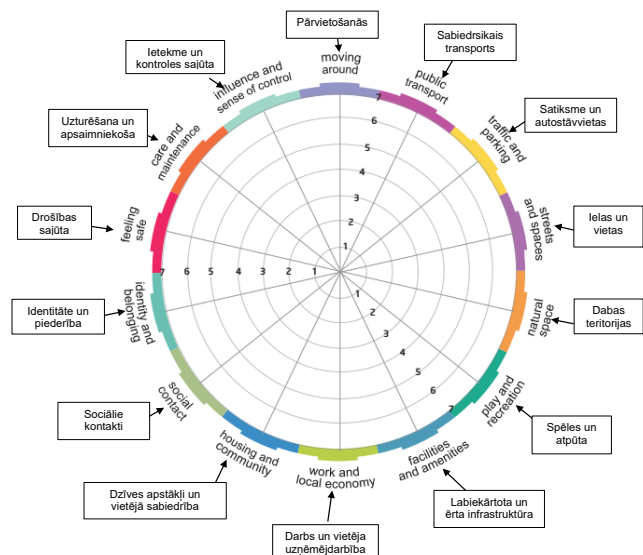 Pārvietošanās
moving
around
Sabiedrsikais
transports
public
transport
Satiksme un
autostāvvietas
traffic and
parking
Ielas un
vietas
streets
and spaces
Dabas
teritorijas
natural
space
Spēles un
atpūta
play and
recreation
Labiekārtota un
ērta infrastruktūra
facilities
and amenities
Darbs un vietēja
uzņēmējdarbība
work and
local economy
Dzīves apstākļi un
vietējā sabiedrība
housing and
community
Sociālie
kontakti
social
contact
Identitāte un
piederība
identity and
belonging
Drošības
sajūta
feeling
safe
Uzturēšana un
apsaimniekoša
care and
maintenance
Ietekme un
kontroles sajūta
influence and
sense of control
7
6
5
4
3
2
1
7 6 5 4 3 2 1
1
2
3
4
5
6
7